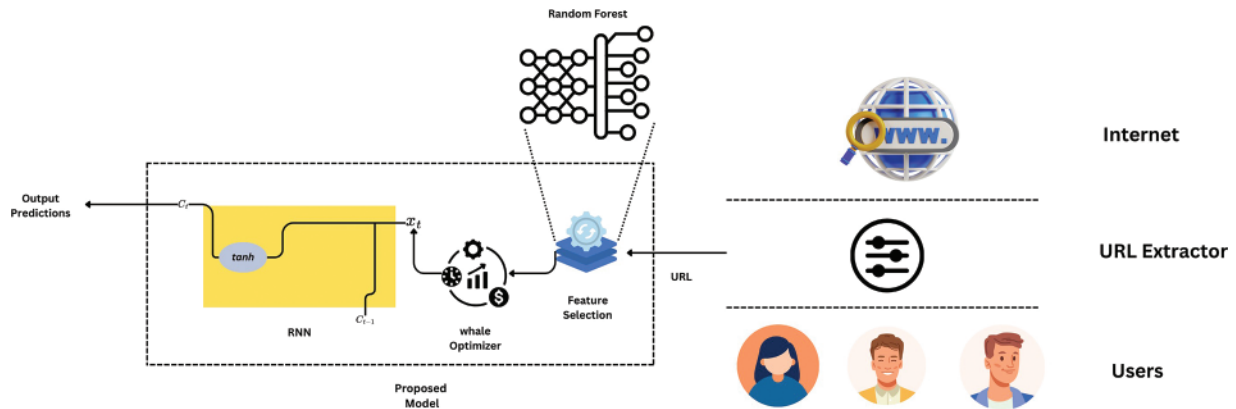 Random Forest
www.
Internet
Output
Predictions
C_t
x_t
tanh
URL Extractor
URL
Feature
Selection
C_{t-1}
RNN
whale
Optimizer
$
Users
Proposed
Model